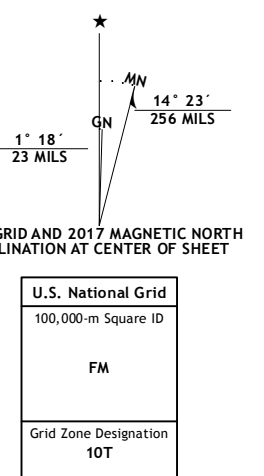 ★
MN
GN
14° 23´
256 MILS
1° 18´
23 MILS
GRID AND 2017 MAGNETIC NORTH
LINATION AT CENTER OF SHEET
U.S. National Grid
100,000-m Square ID
FM
Grid Zone Designation
10T